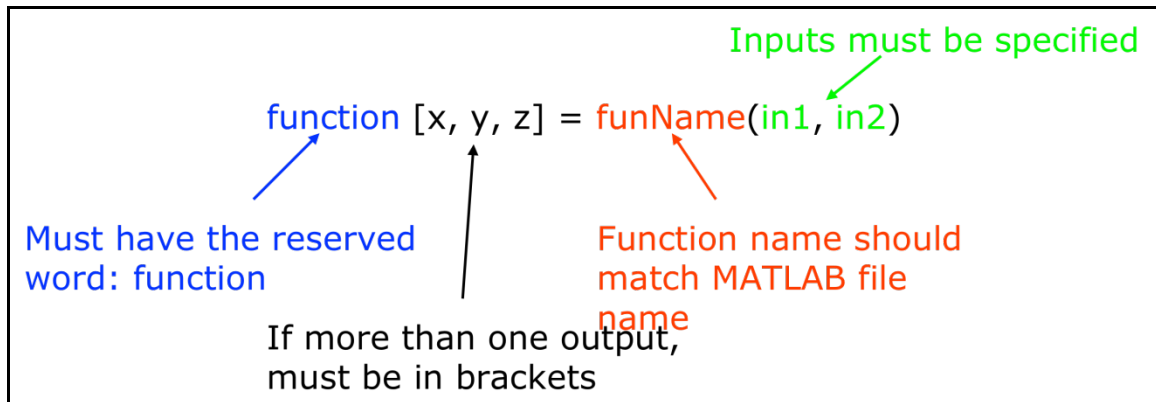 Inputs must be specified
function [x, y, z] = funName(in1, in2)
Must have the reserved
word: function
Function name should
match MATLAB file
name
If more than one output,
must be in brackets